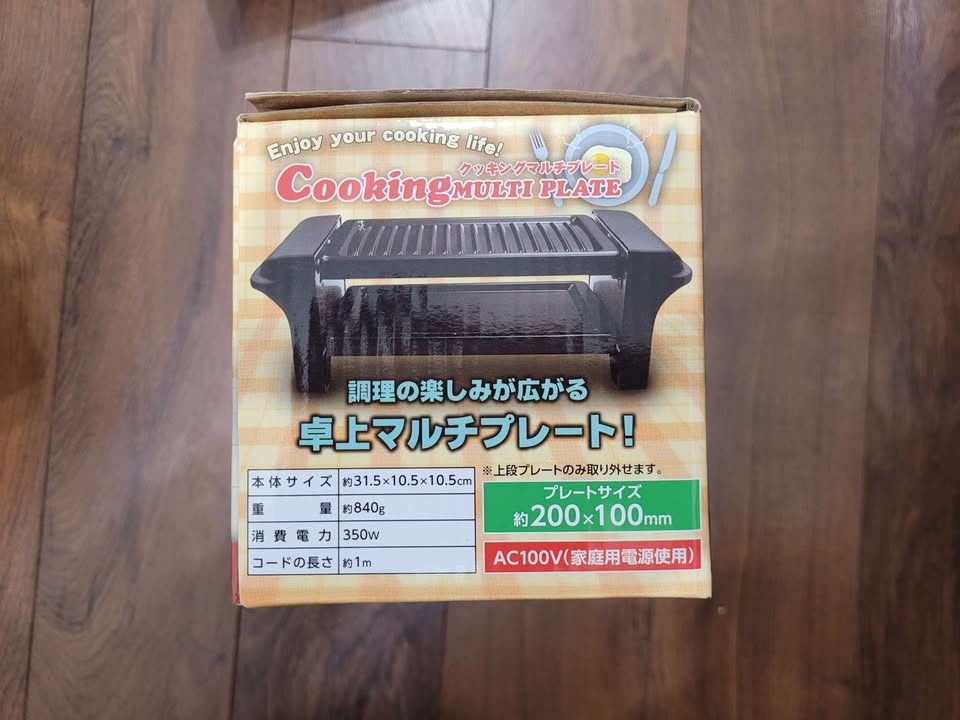 Enjoy your cooking life!
クッキングマルチプレート
Cooking MULTI PLATE
調理の楽しみが広がる
卓上マルチプレート!
※上段プレートのみ取り外せます。
本体サイズ 約31.5×10.5×10.5cm
重量 約840g
消費電力 350W
コードの長さ 約1m
プレートサイズ
約200×100mm
AC100V(家庭用電源使用)